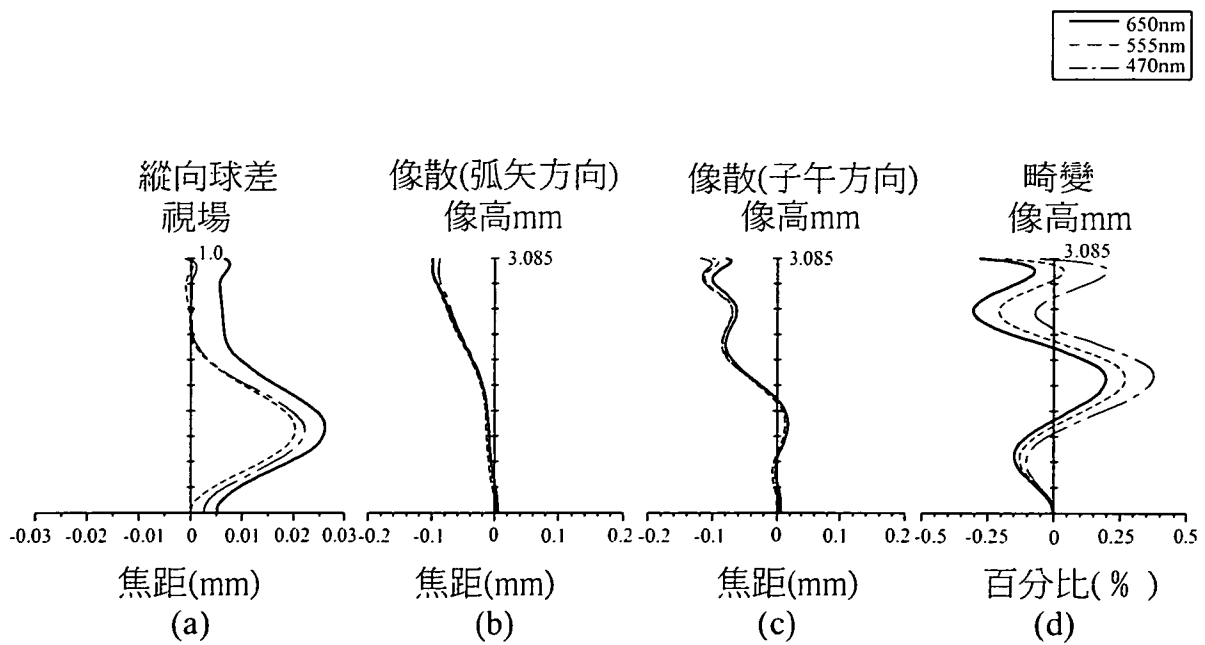 650nm
555nm
470nm
縱向球差
視場
1.0
-0.03 -0.02 -0.01 0 0.01 0.02 0.03
焦距(mm)
(a)
像散(弧矢方向)
像高mm
3.085
-0.2 -0.1 0 0.1 0.2
焦距(mm)
(b)
像散(子午方向)
像高mm
3.085
-0.2 -0.1 0 0.1 0.2
焦距(mm)
(c)
畸變
像高mm
3.085
-0.5 -0.25 0 0.25 0.5
百分比( % )
(d)